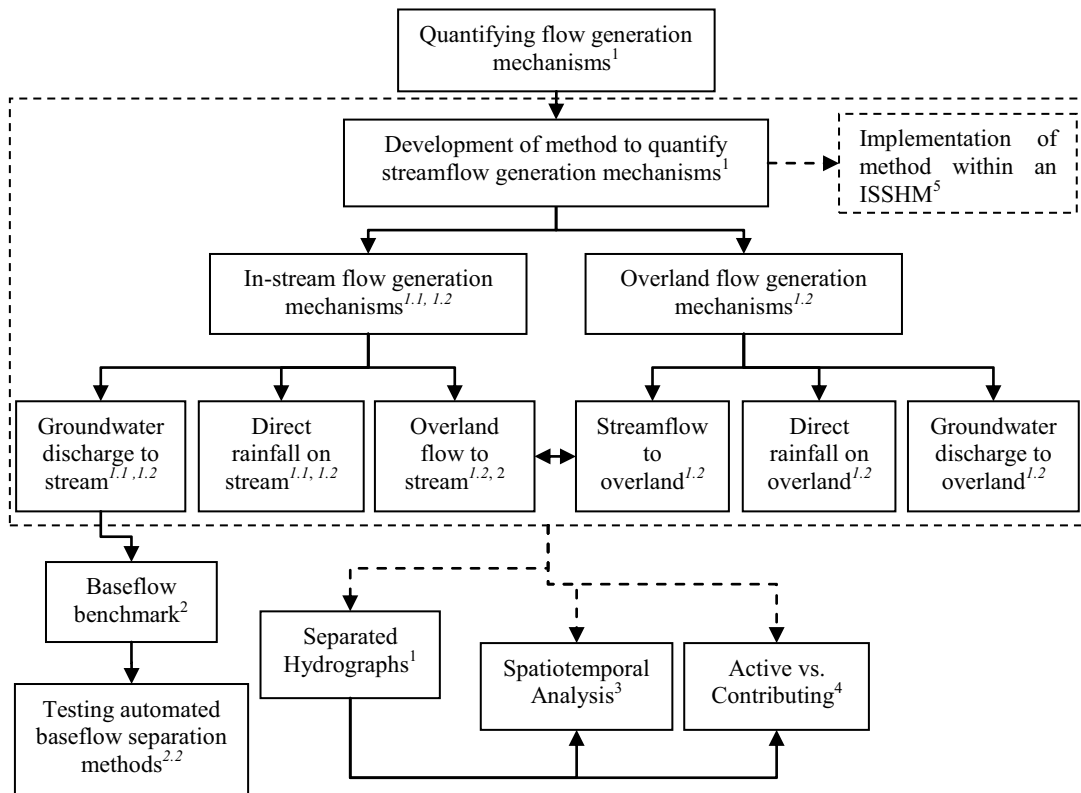 Quantifying flow generation
mechanisms1
Development of method to quantify
streamflow generation mechanisms1
Implementation of
method within an
ISSHM5
In-stream flow generation
mechanisms1.1, 1.2
Overland flow generation
mechanisms1.2
Groundwater
discharge to
stream1.1 ,1.2
Direct
rainfall on
stream1.1, 1.2
Overland
flow to
stream1.2, 2
Streamflow
to
overland1.2
Direct
rainfall on
overland1.2
Groundwater
discharge to
overland1.2
Baseflow
benchmark2
Separated
Hydrographs1
Spatiotemporal
Analysis3
Active vs.
Contributing4
Testing automated
baseflow separation
methods2.2